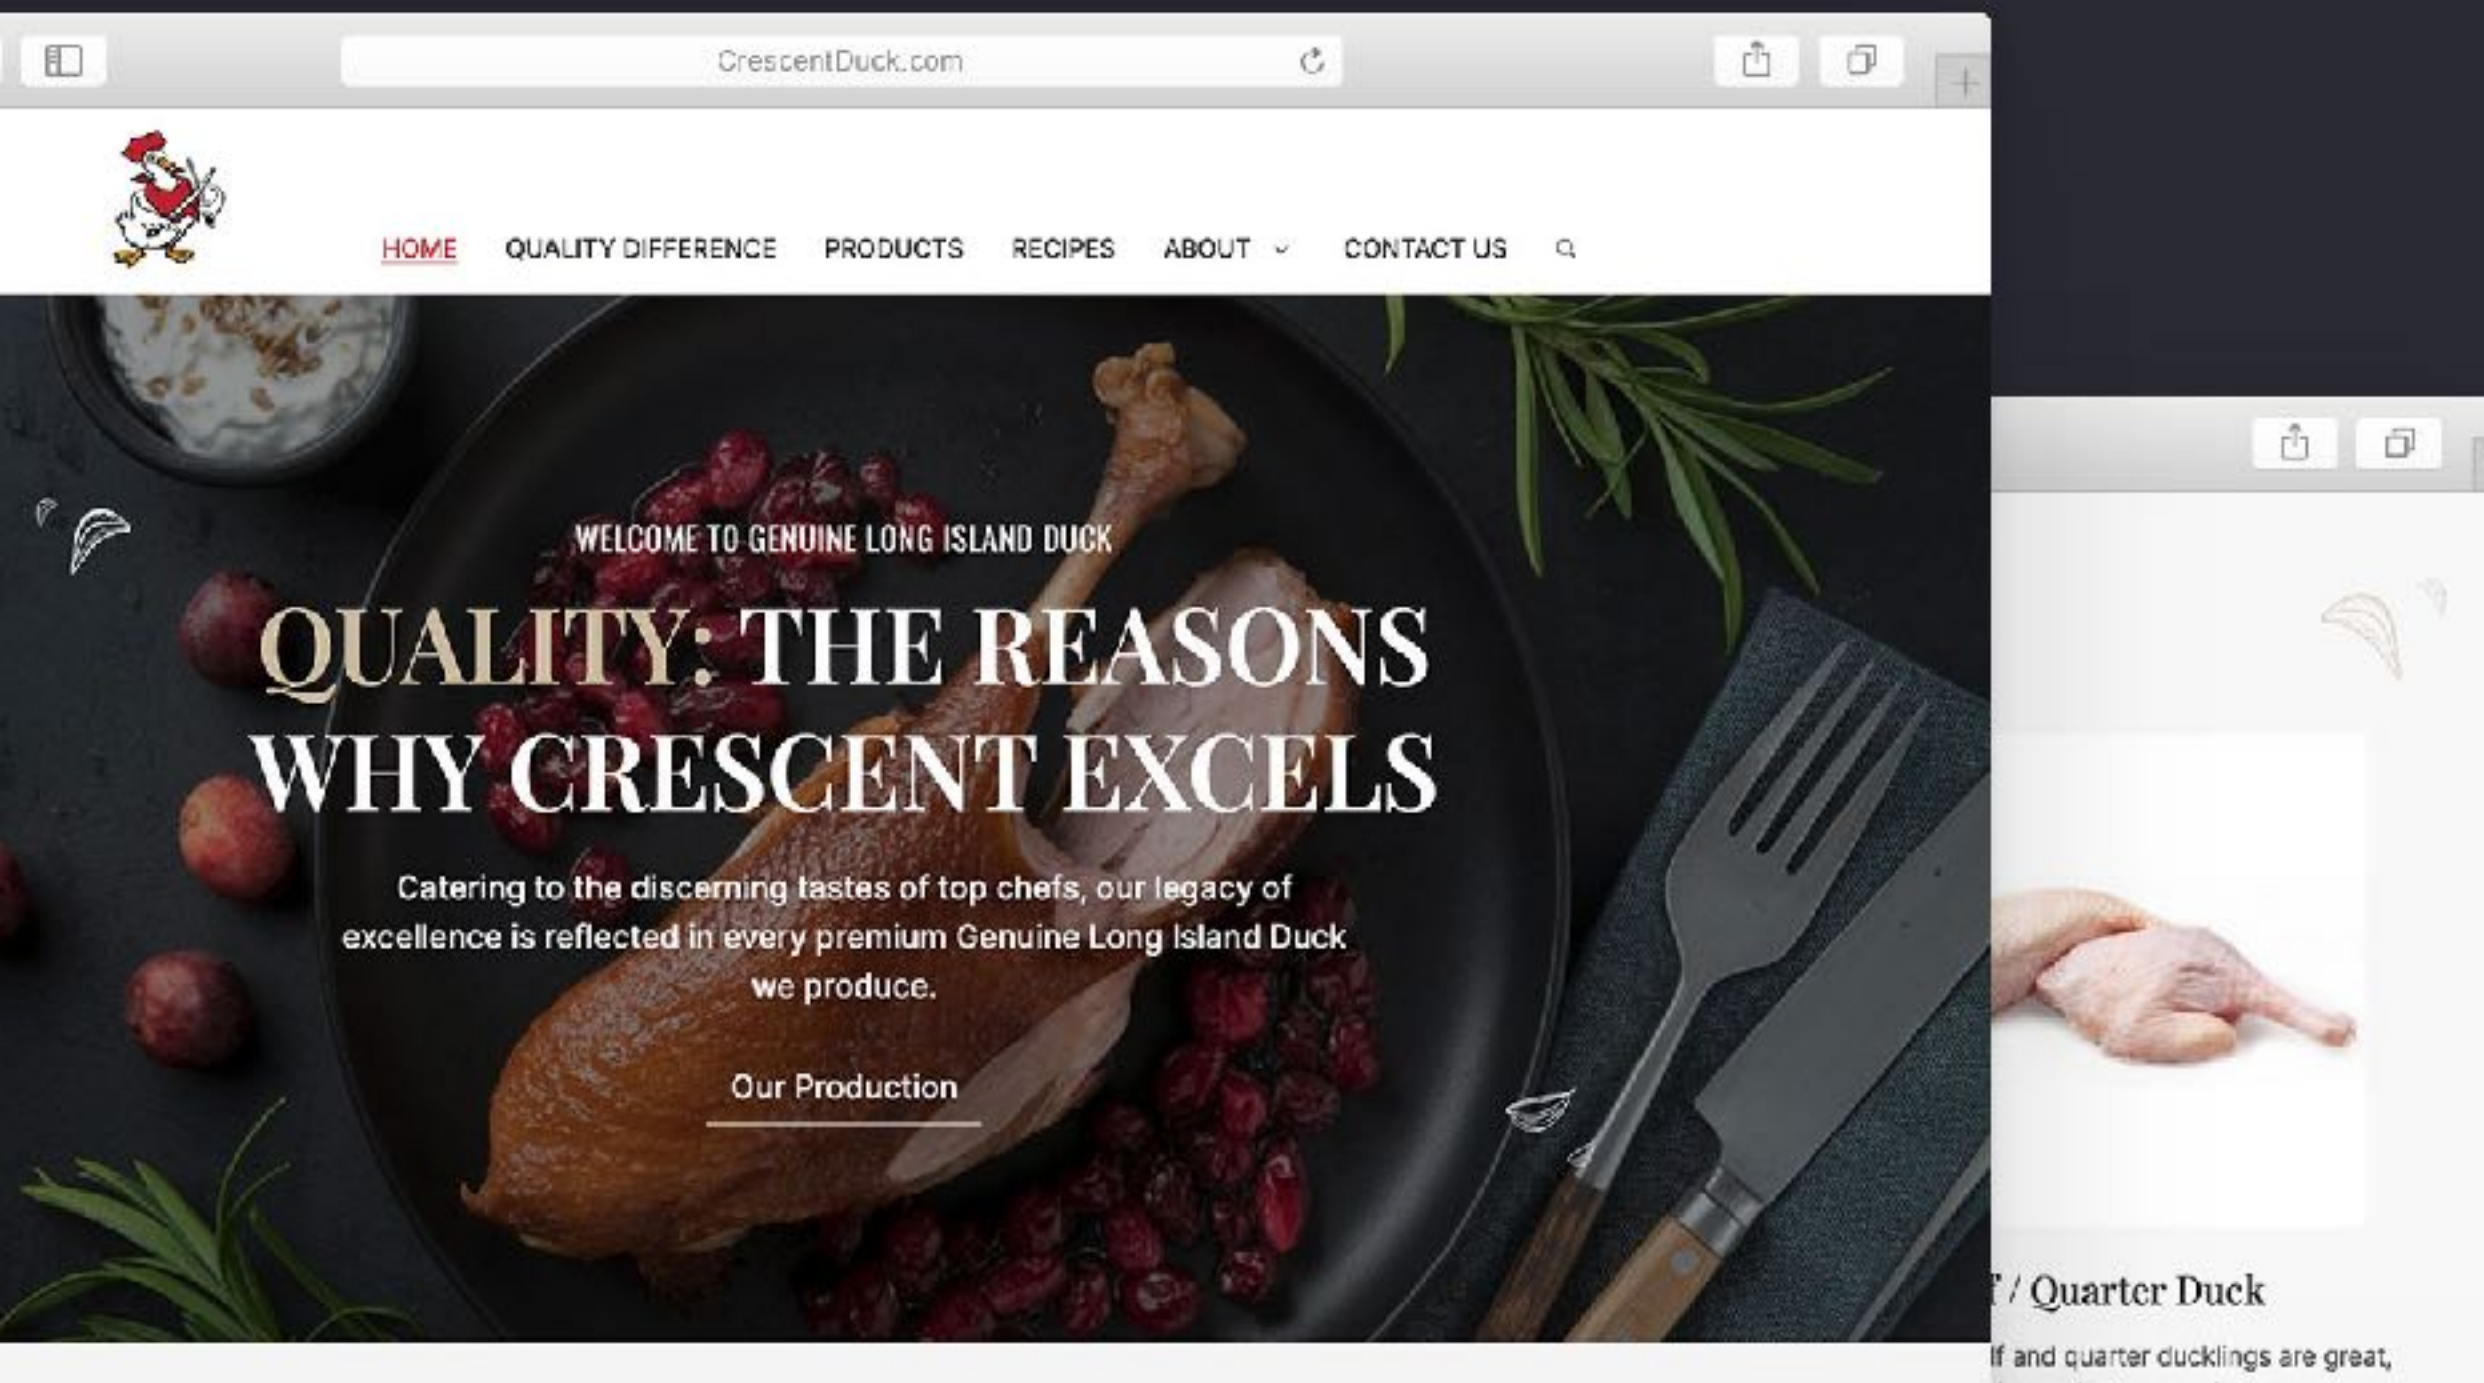 CrescentDuck.com
HOME QUALITY DIFFERENCE PRODUCTS RECIPES ABOUT CONTACT US
WELCOME TO GENUINE LONG ISLAND DUCK
QUALITY: THE REASONS
WHY CRESCENT EXCELS
Catering to the discerning tastes of top chefs, our legacy of
excellence is reflected in every premium Genuine Long Island Duck
we produce.
Our Production
/ Quarter Duck
and quarter ducklings are great,